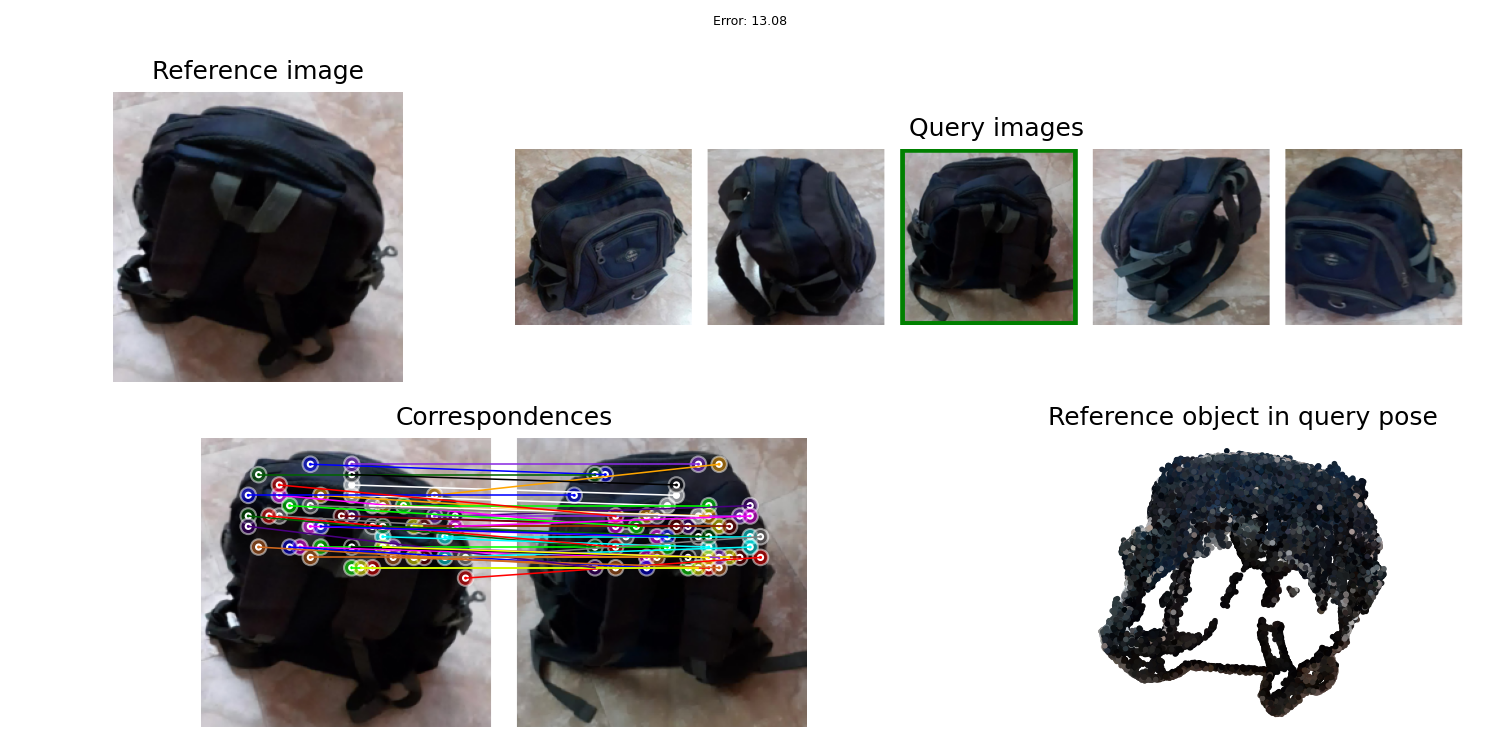 Error: 13.08
Reference image
Query images
Correspondences
Reference object in query pose